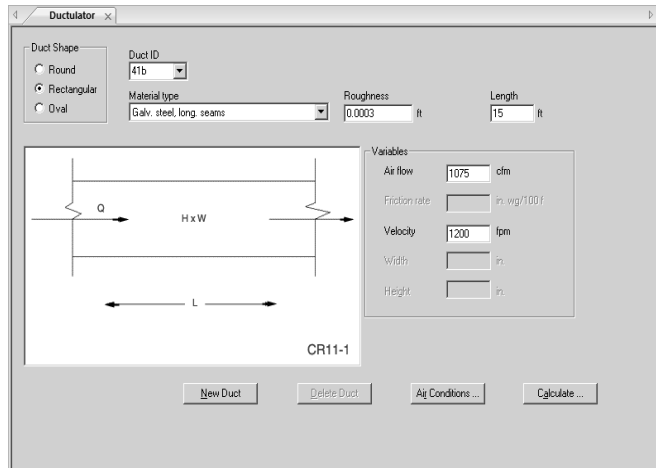 Ductulator
Duct Shape
Round
Rectangular
Oval
Duct ID
41b
Material type
Galv. steel, long. seams
Roughness
0.0003 ft
Length
15 ft
Q
H x W
L
CR11-1
Variables
Air flow 1075 cfm
Friction rate in. wg/100 f
Velocity 1200 fpm
Width in.
Height in.
New Duct
Delete Duct
Air Conditions ...
Calculate ...